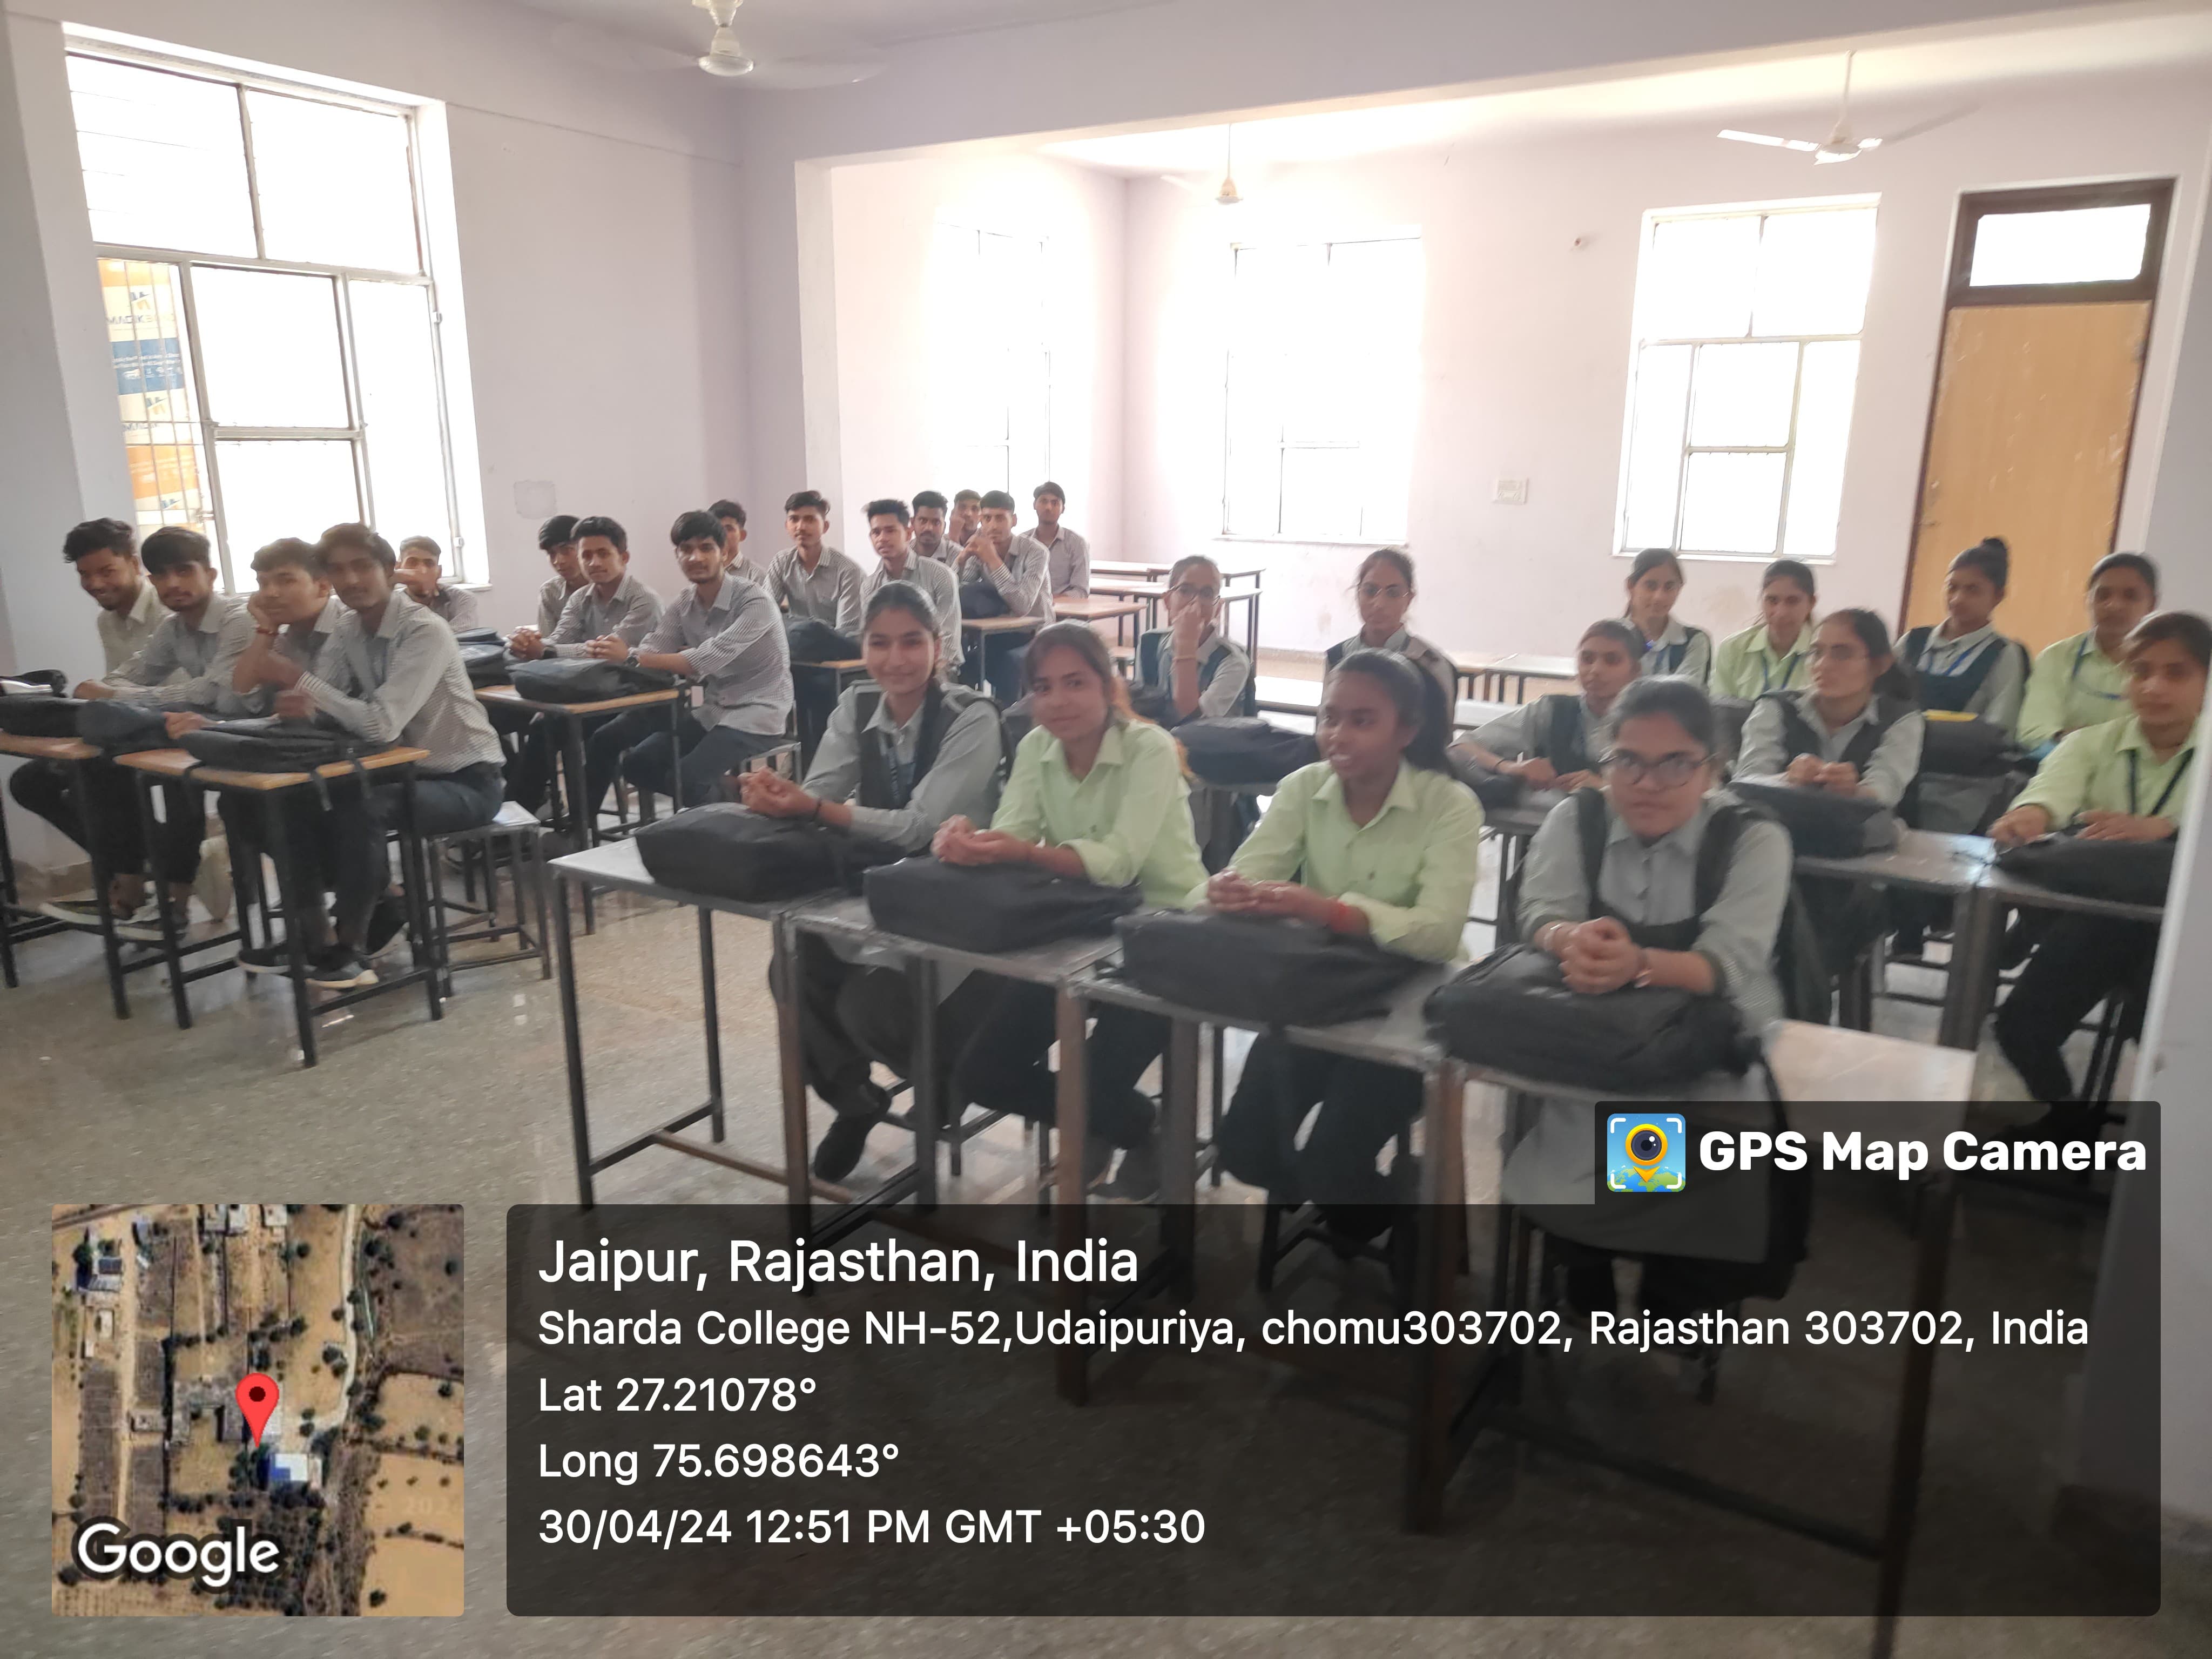 GPS Map Camera
Jaipur, Rajasthan, India
Sharda College NH-52,Udaipuriya, chomu303702, Rajasthan 303702, India
Lat 27.21078°
Long 75.698643°
30/04/24 12:51 PM GMT +05:30
Google